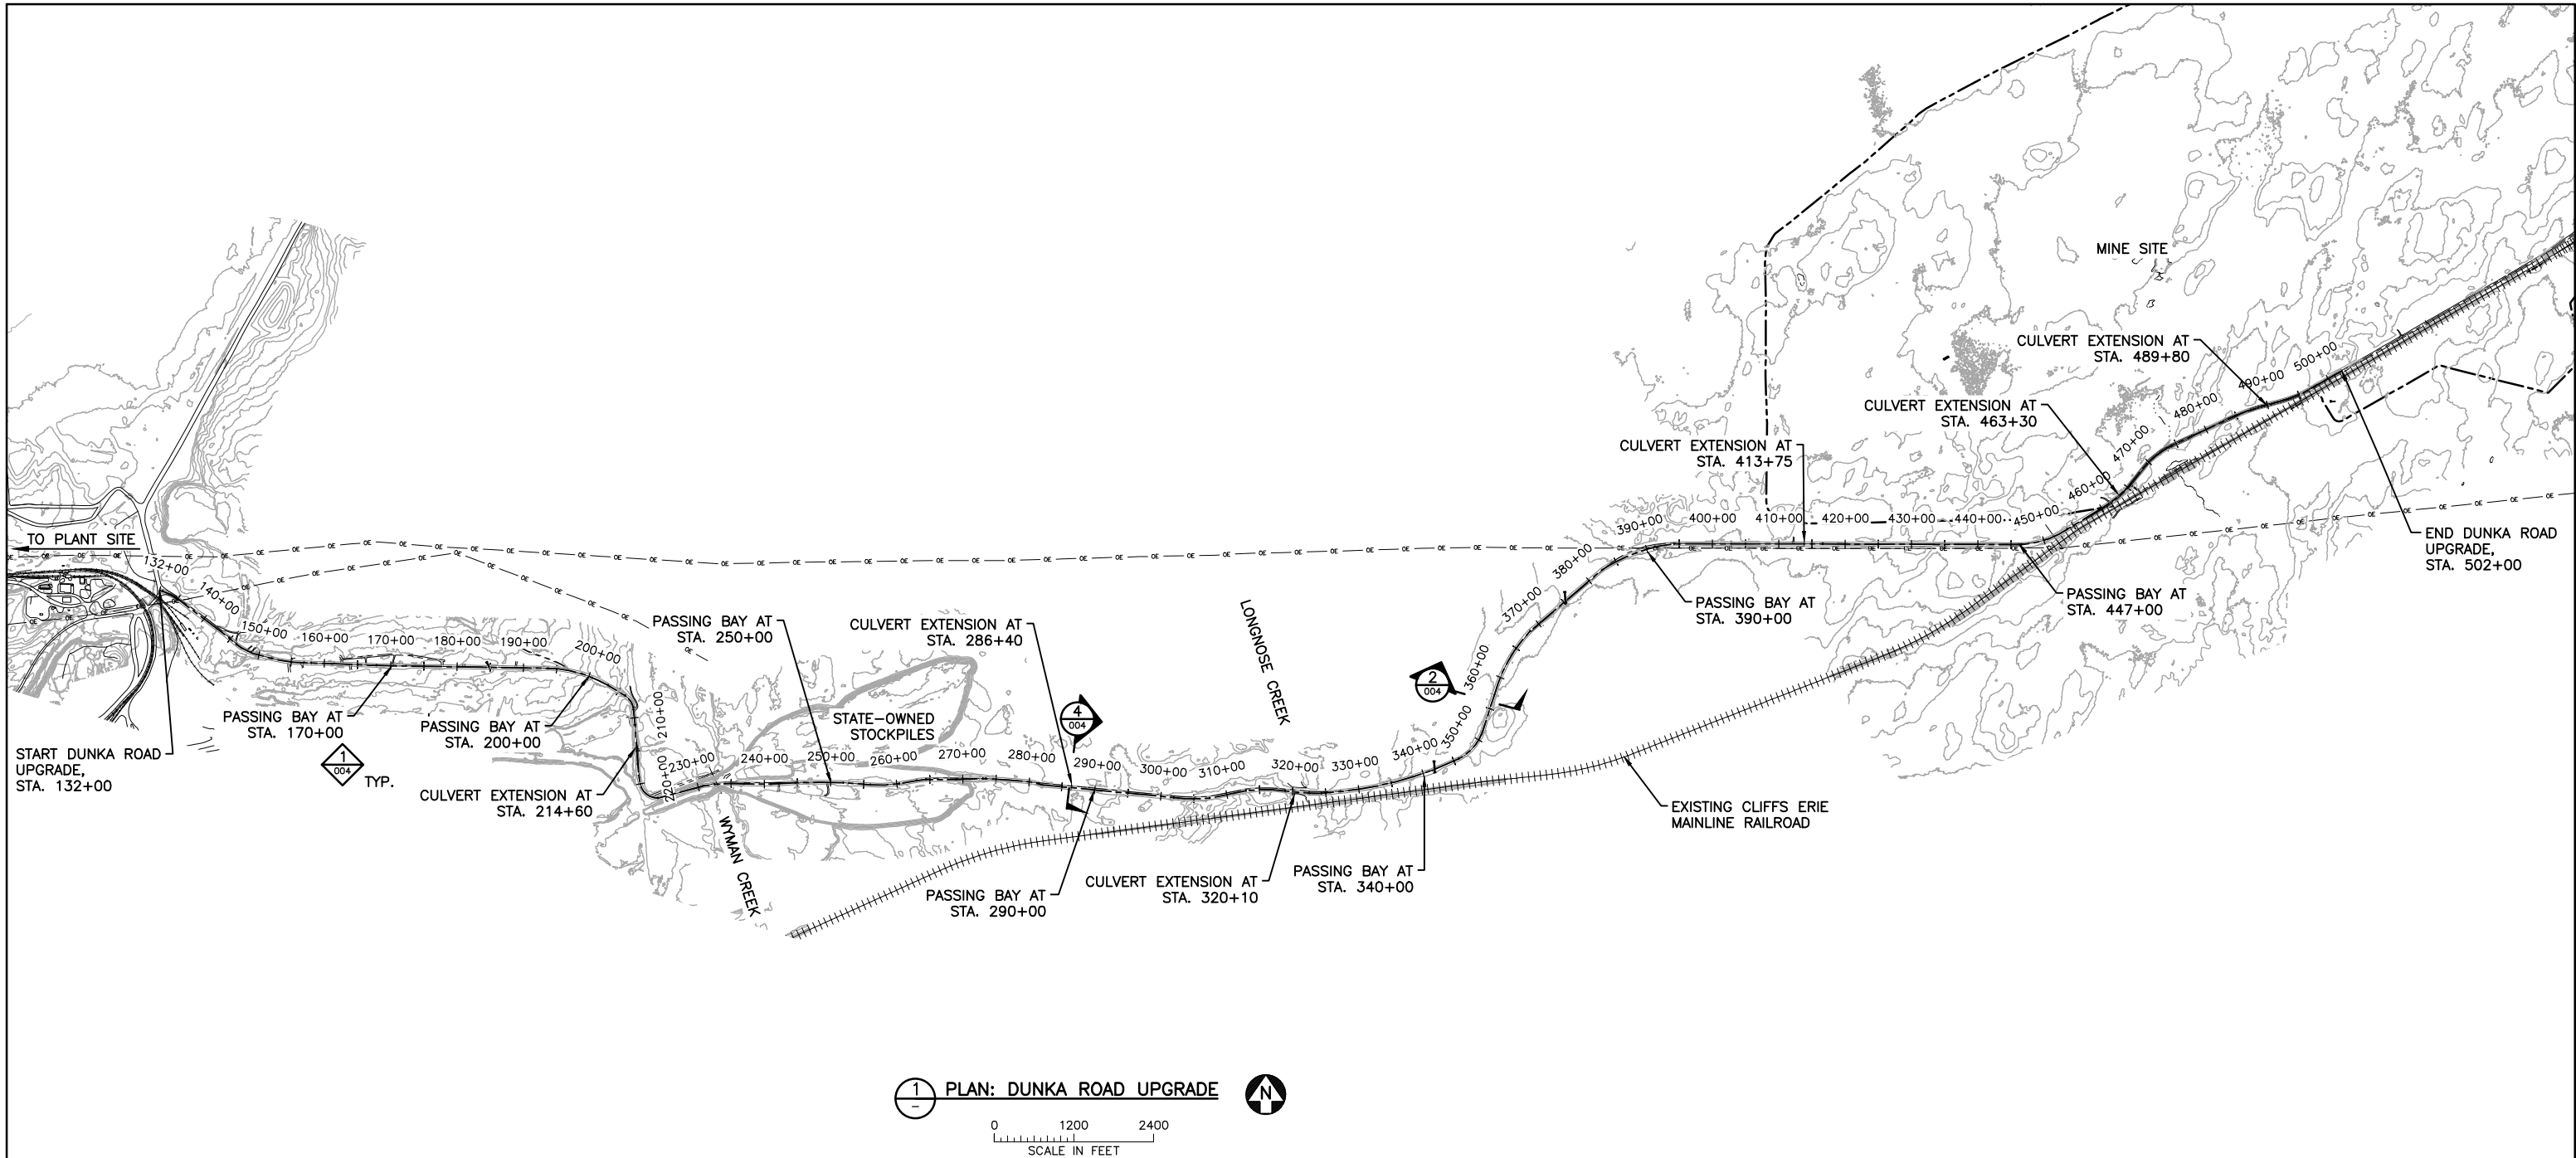 MINE SITE
CULVERT EXTENSION AT
STA. 489+80
CULVERT EXTENSION AT
STA. 463+30
CULVERT EXTENSION AT
STA. 413+75
TO PLANT SITE
132+00
140+00
150+00
160+00
170+00
180+00
190+00
200+00
210+00
220+00
230+00
240+00
250+00
260+00
270+00
280+00
290+00
300+00
310+00
320+00
330+00
340+00
350+00
360+00
370+00
380+00
390+00
400+00
410+00
420+00
430+00
440+00
450+00
460+00
470+00
480+00
490+00
500+00
END DUNKA ROAD
UPGRADE,
STA. 502+00
PASSING BAY AT
STA. 447+00
PASSING BAY AT
STA. 390+00
PASSING BAY AT
STA. 250+00
CULVERT EXTENSION AT
STA. 286+40
LONGNOSE CREEK
2
004
4
004
STATE-OWNED
STOCKPILES
PASSING BAY AT
STA. 170+00
1
004
TYP.
PASSING BAY AT
STA. 200+00
START DUNKA ROAD
UPGRADE,
STA. 132+00
CULVERT EXTENSION AT
STA. 214+60
WYMAN CREEK
EXISTING CLIFFS ERIE
MAINLINE RAILROAD
PASSING BAY AT
STA. 290+00
CULVERT EXTENSION AT
STA. 320+10
PASSING BAY AT
STA. 340+00
1
–
PLAN: DUNKA ROAD UPGRADE
N
0 1200 2400
SCALE IN FEET